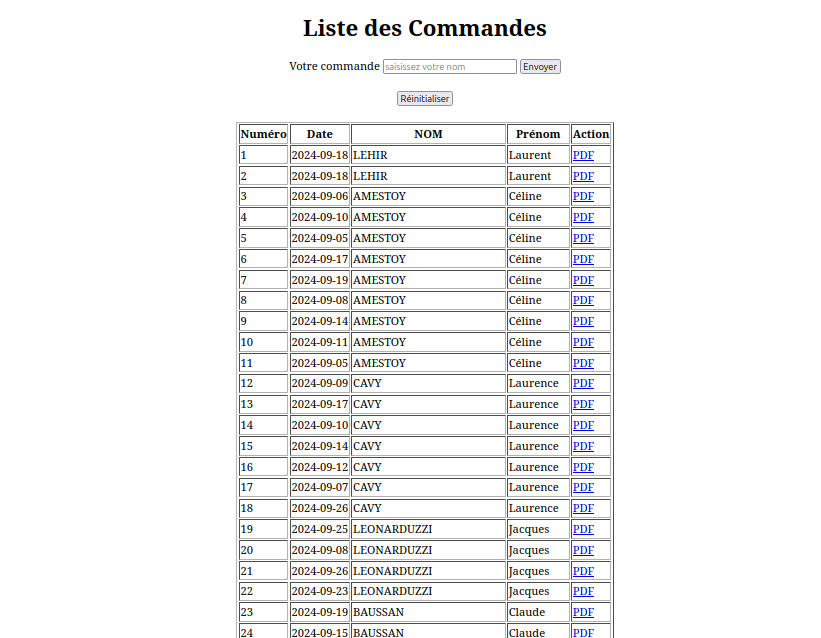 Liste des Commandes
Votre commande saisissez votre nom Envoyer
Réinitialiser
Numéro Date NOM Prénom Action
1 2024-09-18 LEHIR Laurent PDF
2 2024-09-18 LEHIR Laurent PDF
3 2024-09-06 AMESTOY Céline PDF
4 2024-09-10 AMESTOY Céline PDF
5 2024-09-05 AMESTOY Céline PDF
6 2024-09-17 AMESTOY Céline PDF
7 2024-09-19 AMESTOY Céline PDF
8 2024-09-08 AMESTOY Céline PDF
9 2024-09-14 AMESTOY Céline PDF
10 2024-09-11 AMESTOY Céline PDF
11 2024-09-05 AMESTOY Céline PDF
12 2024-09-09 CAVY Laurence PDF
13 2024-09-17 CAVY Laurence PDF
14 2024-09-10 CAVY Laurence PDF
15 2024-09-14 CAVY Laurence PDF
16 2024-09-12 CAVY Laurence PDF
17 2024-09-07 CAVY Laurence PDF
18 2024-09-26 CAVY Laurence PDF
19 2024-09-25 LEONARDUZZI Jacques PDF
20 2024-09-08 LEONARDUZZI Jacques PDF
21 2024-09-26 LEONARDUZZI Jacques PDF
22 2024-09-23 LEONARDUZZI Jacques PDF
23 2024-09-19 BAUSSAN Claude PDF
24 2024-09-15 BAUSSAN Claude PDF